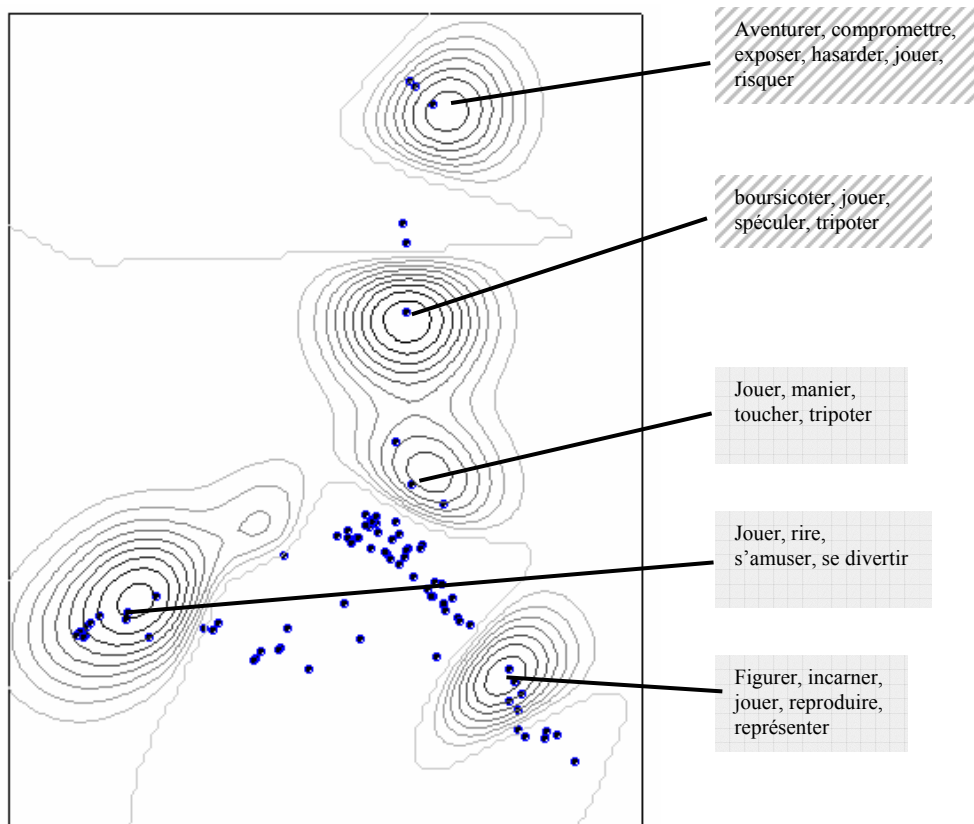 Aventurer, compromettre,
exposer, hasarder, jouer,
risquer
boursicoter, jouer,
spéculer, tripoter
Jouer, manier,
toucher, tripoter
Jouer, rire,
s’amuser, se divertir
Figurer, incarner,
jouer, reproduire,
représenter